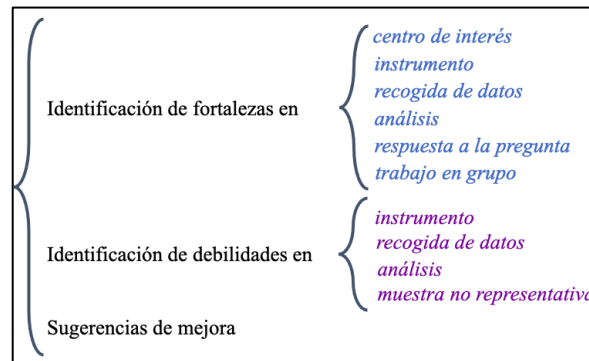 Identificación de fortalezas en
centro de interés
instrumento
recogida de datos
análisis
respuesta a la pregunta
trabajo en grupo
Identificación de debilidades en
instrumento
recogida de datos
análisis
muestra no representativa
Sugerencias de mejora